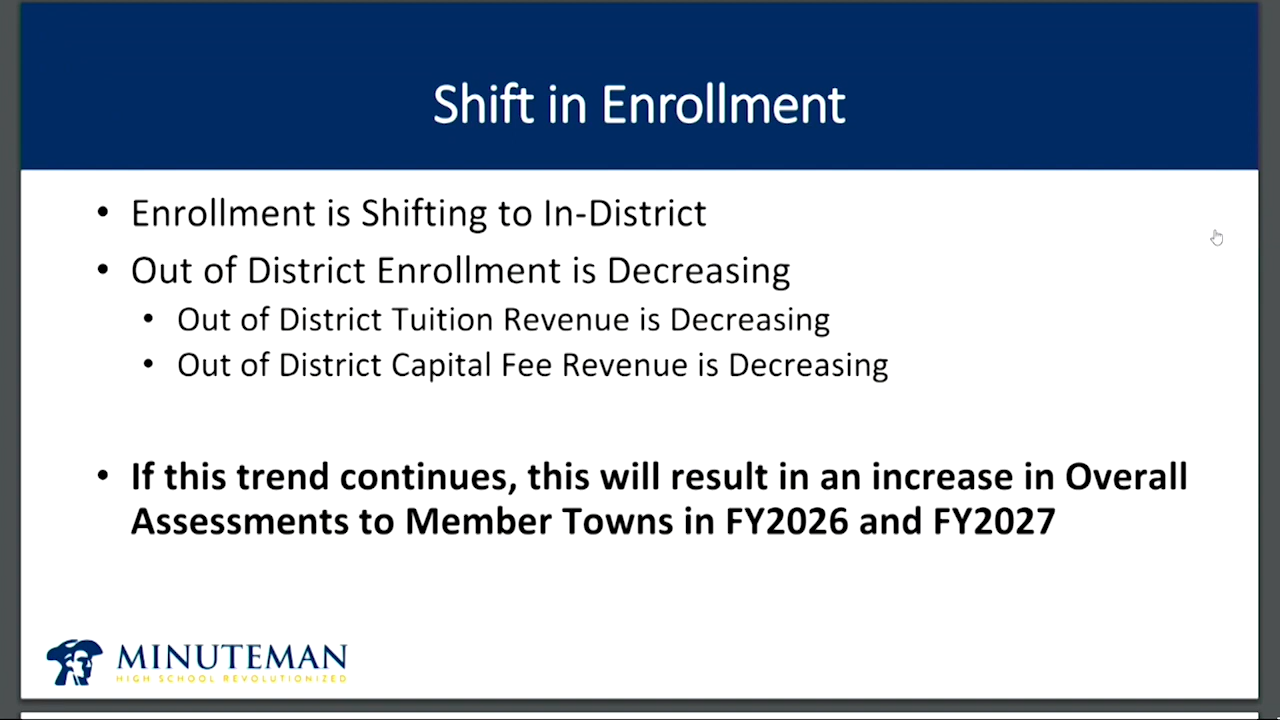 Shift in Enrollment
• Enrollment is Shifting to In-District
• Out of District Enrollment is Decreasing
• Out of District Tuition Revenue is Decreasing
• Out of District Capital Fee Revenue is Decreasing
• If this trend continues, this will result in an increase in Overall
Assessments to Member Towns in FY2026 and FY2027
MINUTEMAN
HIGH SCHOOL REVOLUTIONIZED